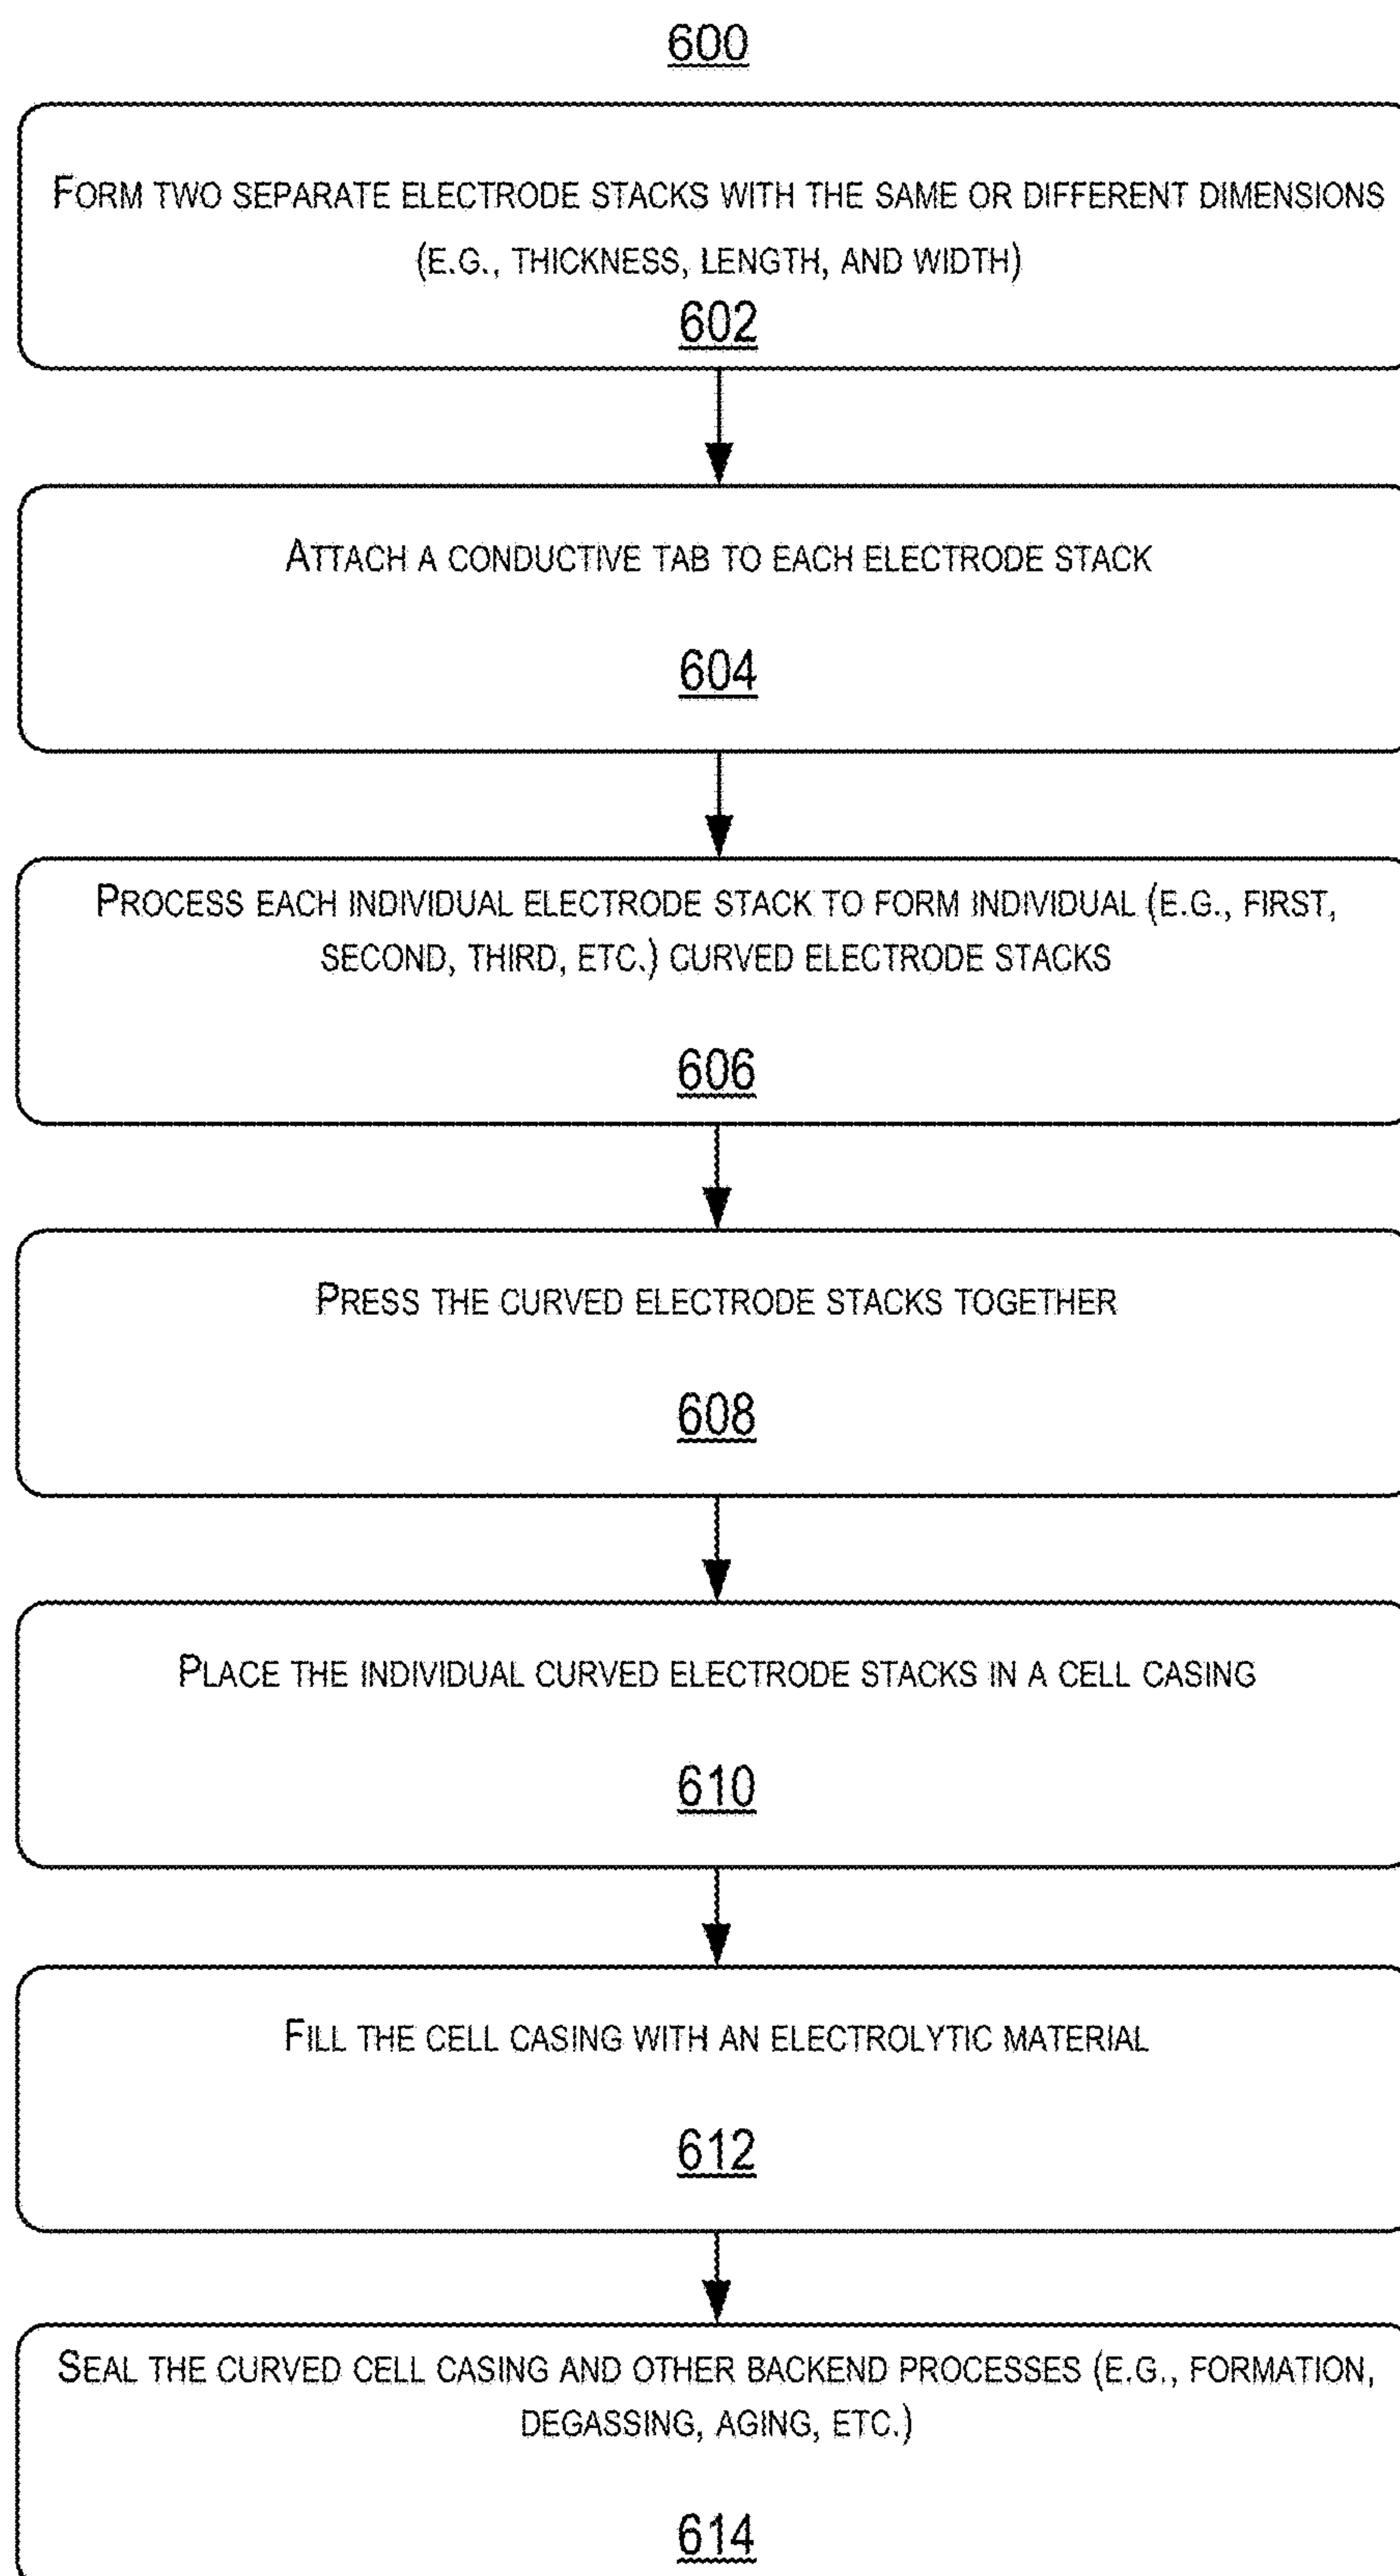 600
FORM TWO SEPARATE ELECTRODE STACKS WITH THE SAME OR DIFFERENT DIMENSIONS
(E.G., THICKNESS, LENGTH, AND WIDTH)
602
ATTACH A CONDUCTIVE TAB TO EACH ELECTRODE STACK
604
PROCESS EACH INDIVIDUAL ELECTRODE STACK TO FORM INDIVIDUAL (E.G., FIRST,
SECOND, THIRD, ETC.) CURVED ELECTRODE STACKS
606
PRESS THE CURVED ELECTRODE STACKS TOGETHER
608
PLACE THE INDIVIDUAL CURVED ELECTRODE STACKS IN A CELL CASING
610
FILL THE CELL CASING WITH AN ELECTROLYTIC MATERIAL
612
SEAL THE CURVED CELL CASING AND OTHER BACKEND PROCESSES (E.G., FORMATION,
DEGASSING, AGING, ETC.)
614